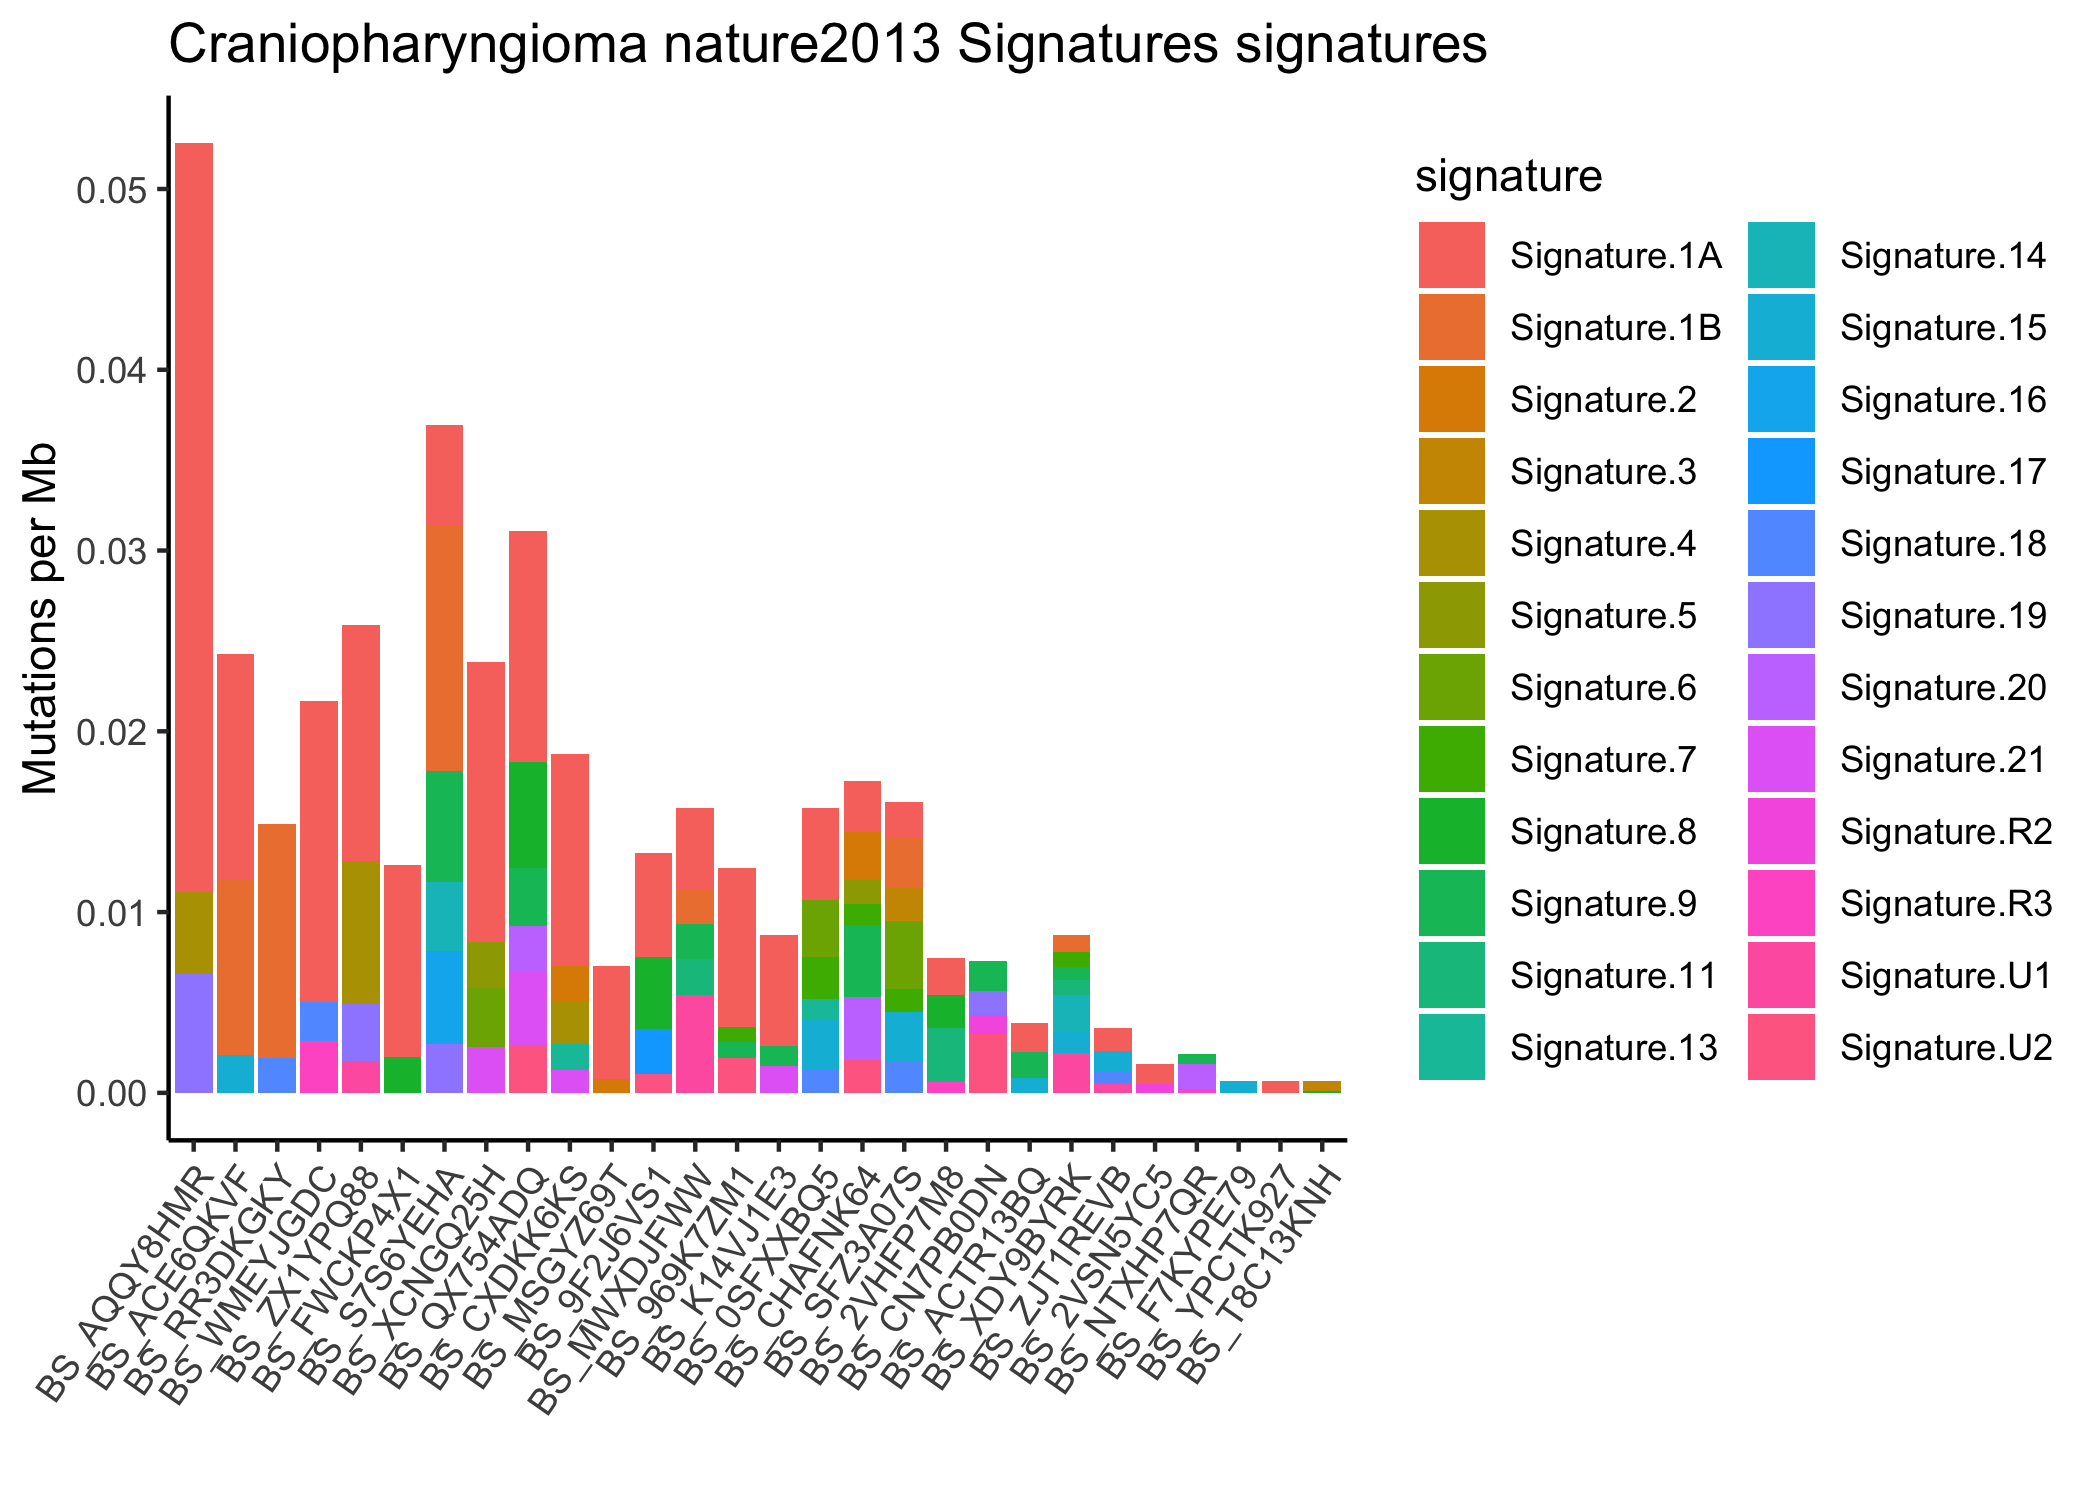 Craniopharyngioma nature2013 Signatures signatures
Mutations per Mb
0.05
0.04
0.03
0.02
0.01
0.00
BS_AQQY8HMR
BS_ACE6QKVF
BS_RR3DKGKY
BS_WMEYJGDC
BS_ZX1YPQ88
BS_FWCKP4X1
BS_S7S6YEHA
BS_XCNGQ25H
BS_QX754ADQ
BS_CXDKK6KS
BS_MSGYZ69T
BS_9F2J6VS1
BS_MWXDJFWW
BS_969K7ZM1
BS_K14VJ1E3
BS_0SFXXBQ5
BS_CHAFNK64
BS_SFZ3A07S
BS_2VHFP7M8
BS_CN7PB0DN
BS_ACTR13BQ
BS_XDY9BYRK
BS_ZJT1REVB
BS_2VSN5YC5
BS_NTXHP7QR
BS_F7KYPE79
BS_YPCTK927
BS_T8C13KNH
signature
Signature.1A
Signature.1B
Signature.2
Signature.3
Signature.4
Signature.5
Signature.6
Signature.7
Signature.8
Signature.9
Signature.11
Signature.13
Signature.14
Signature.15
Signature.16
Signature.17
Signature.18
Signature.19
Signature.20
Signature.21
Signature.R2
Signature.R3
Signature.U1
Signature.U2